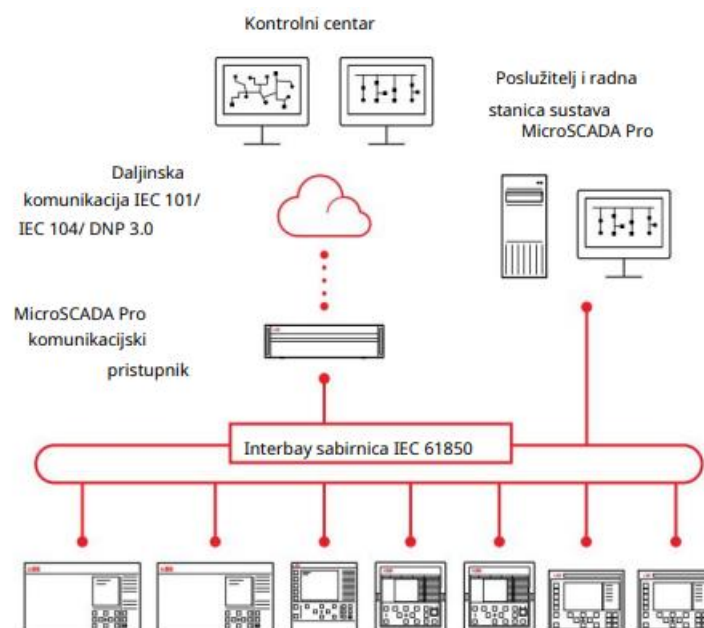 Kontrolni centar
Poslužitelj i radna
stanica sustava
MicroSCADA Pro
Daljinska
komunikacija IEC 101/
IEC 104/ DNP 3.0
MicroSCADA Pro
komunikacijski
pristupnik
Interbay sabirnica IEC 61850